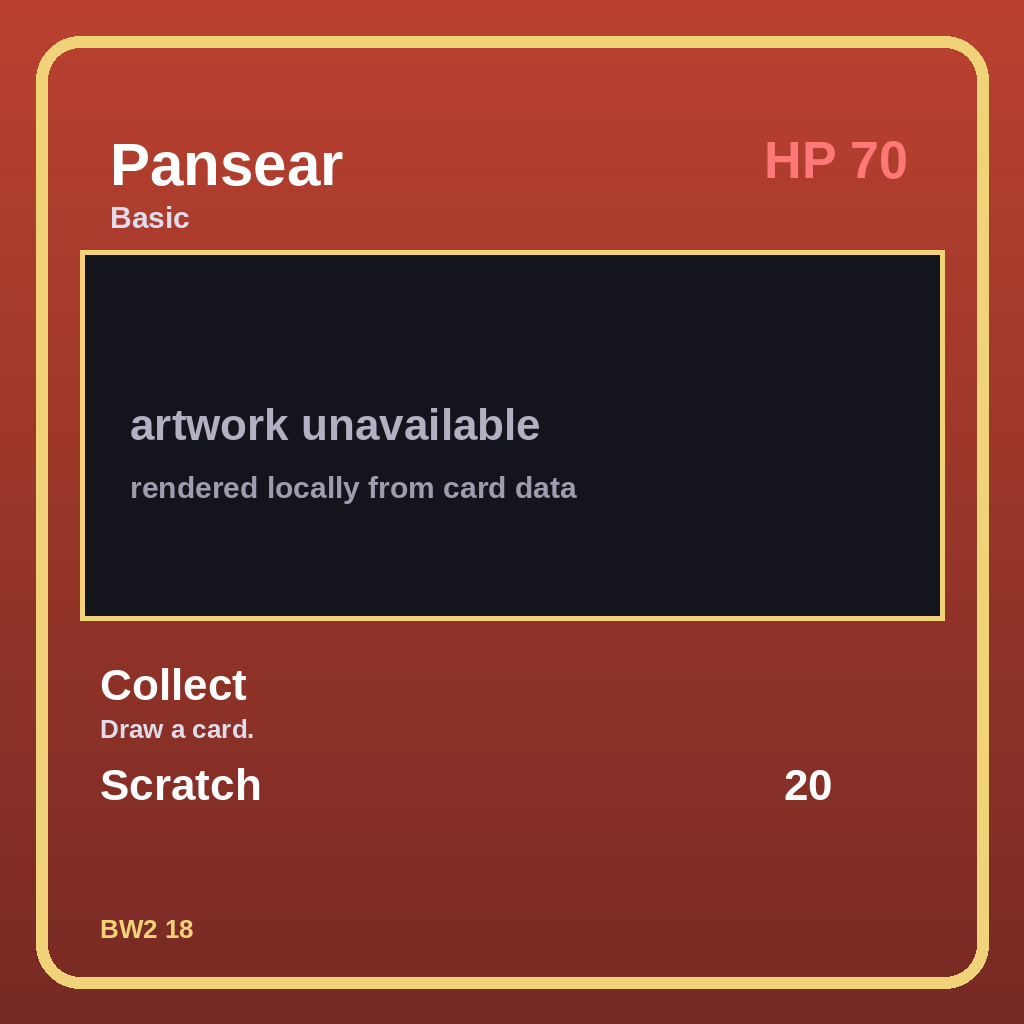 Pansear
HP 70
Basic
artwork unavailable
rendered locally from card data
Collect
Draw a card.
Scratch
20
BW2 18